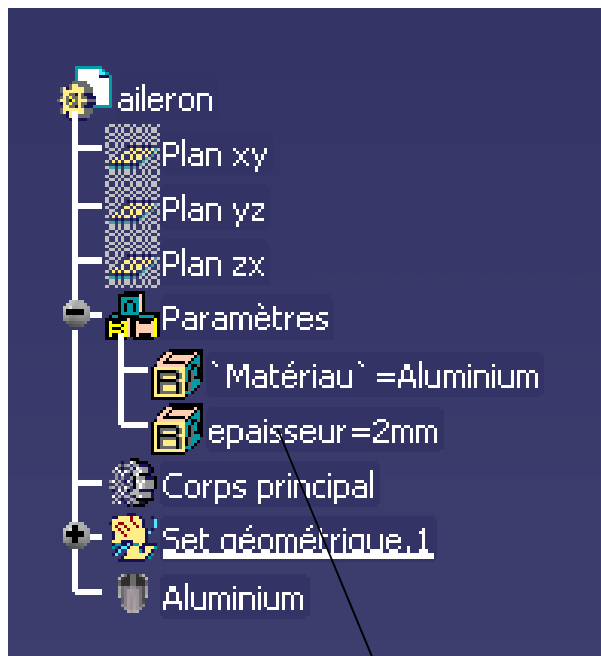 aileron
Plan xy
Plan yz
Plan zx
Paramètres
`Matériau`=Aluminium
epaisseur=2mm
Corps principal
Set géométrique.1
Aluminium